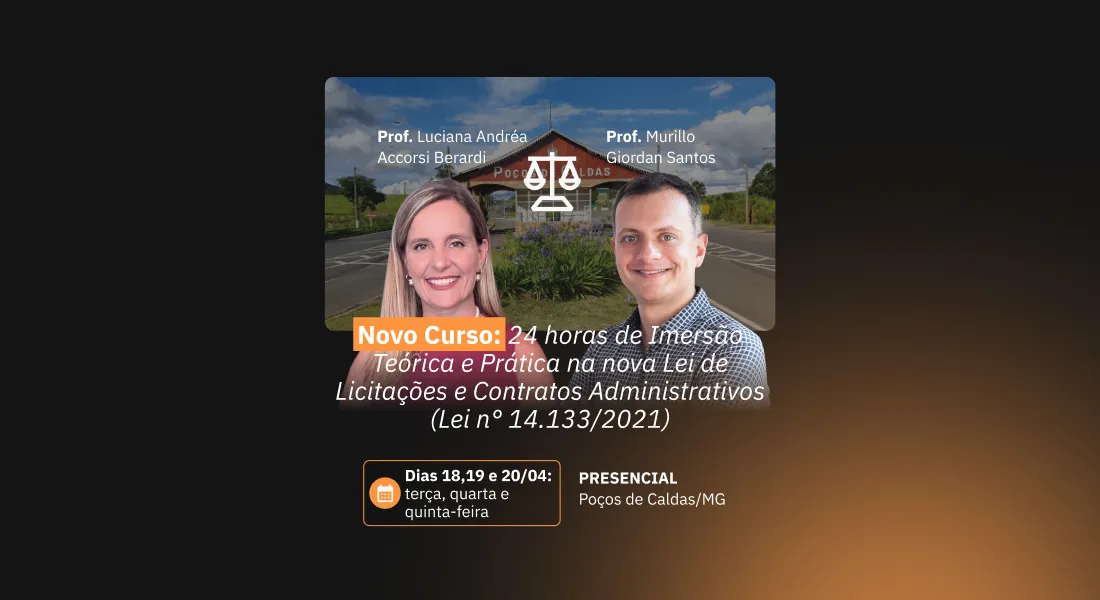 Prof. Luciana Andréa
Accorsi Berardi
Prof. Murillo
Giordan Santos
Novo Curso: 24 horas de Imersão
Teórica e Prática na nova Lei de
Licitações e Contratos Administrativos
(Lei n° 14.133/2021)
Dias 18,19 e 20/04:
terça, quarta e
quinta-feira
PRESENCIAL
Poços de Caldas/MG